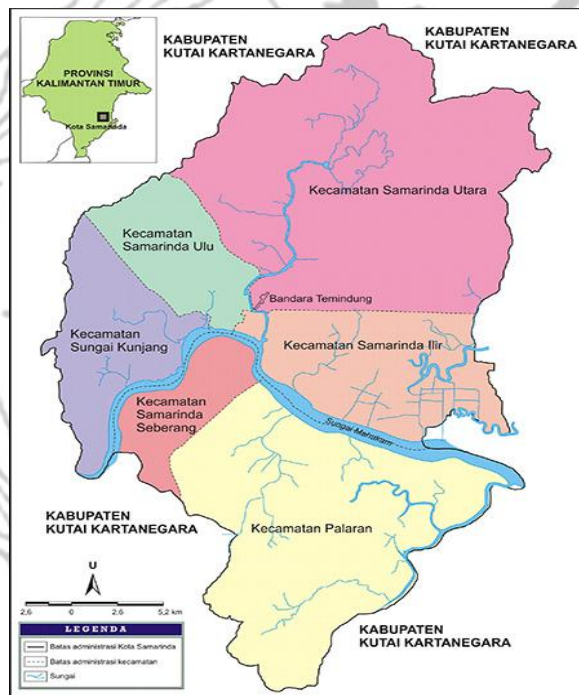 PROVINSI
KALIMANTAN TIMUR
Kota Samarinda
KABUPATEN
KUTAI KARTANEGARA
KABUPATEN
KUTAI KARTANEGARA
Kecamatan Samarinda Utara
Kecamatan
Samarinda Ulu
Bandara Temindung
Kecamatan
Sungai Kunjang
Kecamatan Samarinda Ilir
Kecamatan
Samarinda
Seberang
Sungai Mahakam
KABUPATEN
KUTAI KARTANEGARA
Kecamatan Palaran
U
2,6 0 2,6 5,2 km
KABUPATEN
KUTAI KARTANEGARA
LEGENDA
Batas administrasi Kota Samarinda
Batas administrasi kecamatan
Sungai